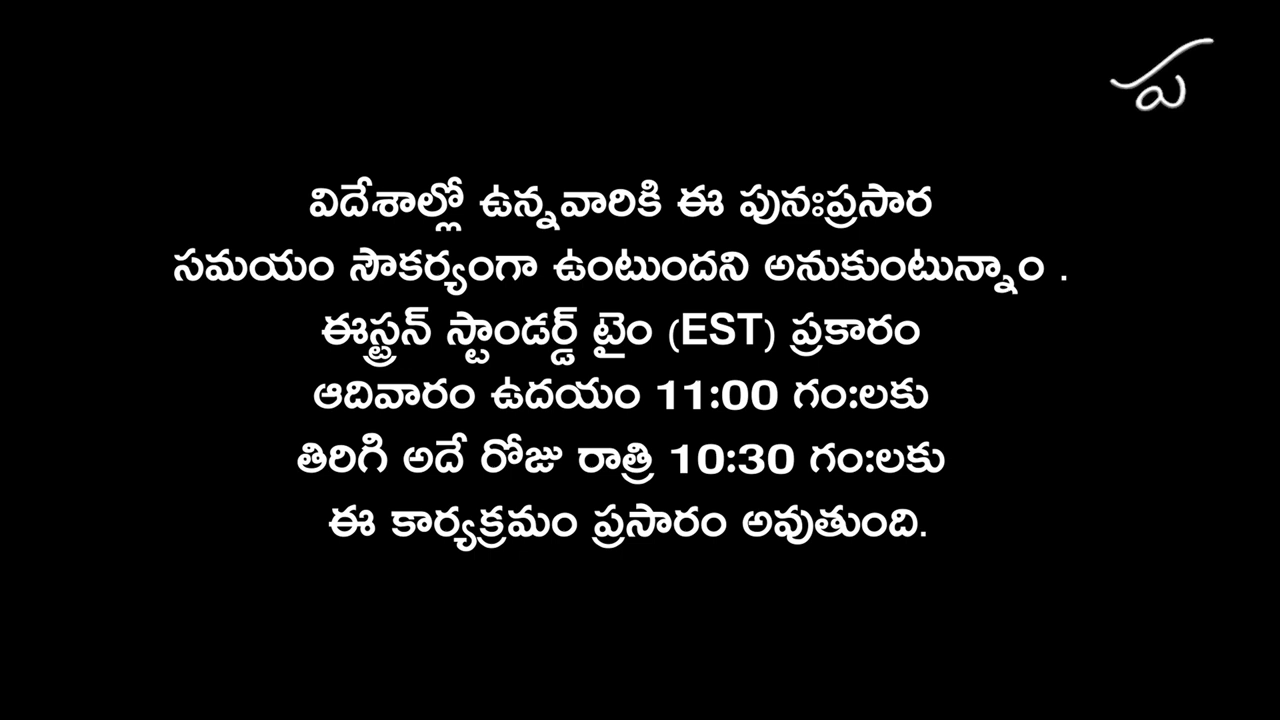 ప
విదేశాల్లో ఉన్నవారికి ఈ పునఃప్రసార
సమయం సౌకర్యంగా ఉంటుందని అనుకుంటున్నాం .
ఈస్ట్రన్ స్టాండర్డ్ టైం (EST) ప్రకారం
ఆదివారం ఉదయం 11:00 గం:లకు
తిరిగి అదే రోజు రాత్రి 10:30 గం:లకు
ఈ కార్యక్రమం ప్రసారం అవుతుంది.